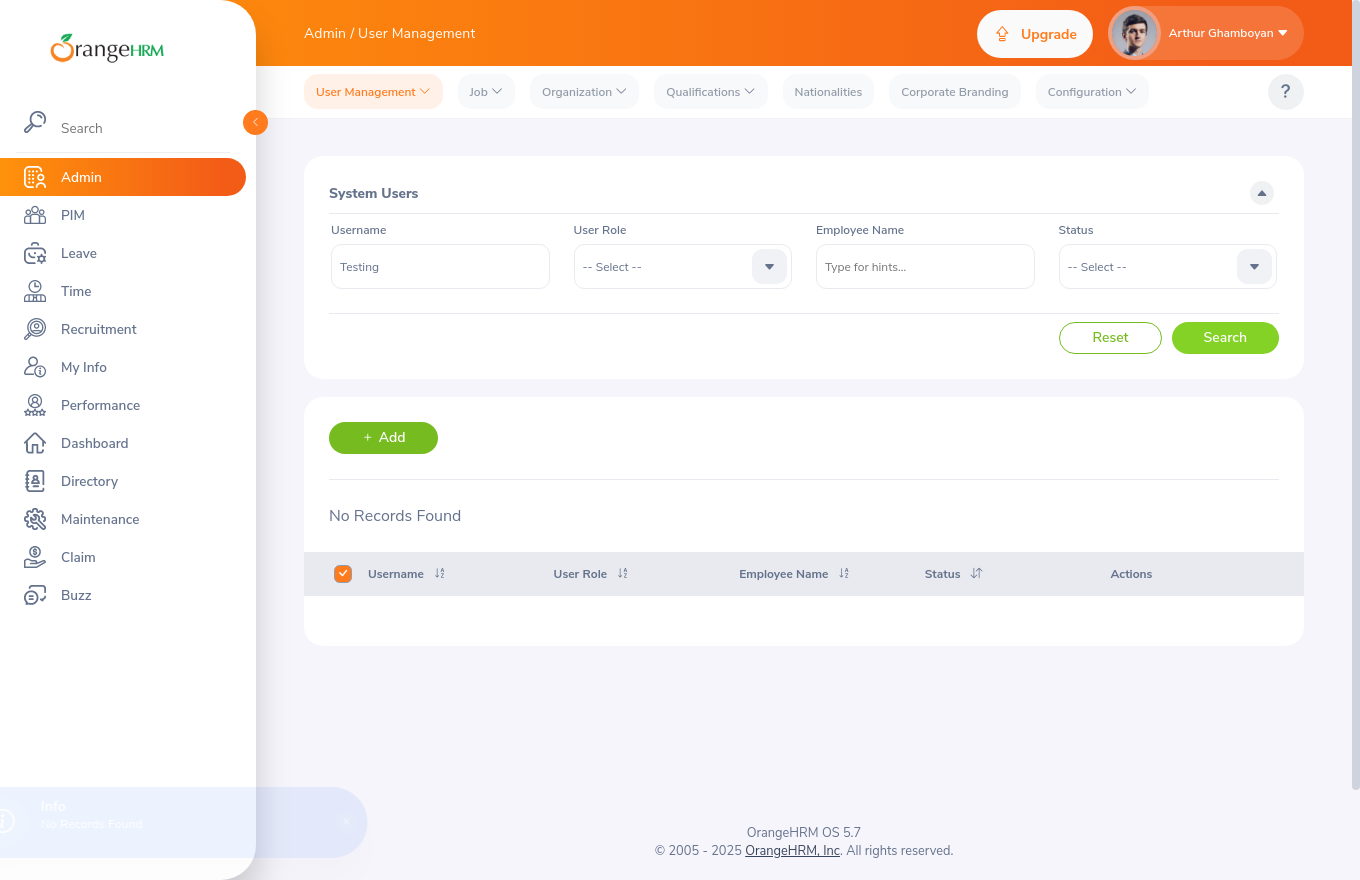 OrangeHRM
Admin / User Management
Upgrade
Arthur Ghamboyan
User Management
Job
Organization
Qualifications
Nationalities
Corporate Branding
Configuration
?
Search
Admin
PIM
Leave
Time
Recruitment
My Info
Performance
Dashboard
Directory
Maintenance
Claim
Buzz
System Users
Username
User Role
Employee Name
Status
Testing
-- Select --
Type for hints...
-- Select --
Reset
Search
+ Add
No Records Found
Username
User Role
Employee Name
Status
Actions
Info
No Records Found
×
OrangeHRM OS 5.7
© 2005 - 2025 OrangeHRM, Inc. All rights reserved.